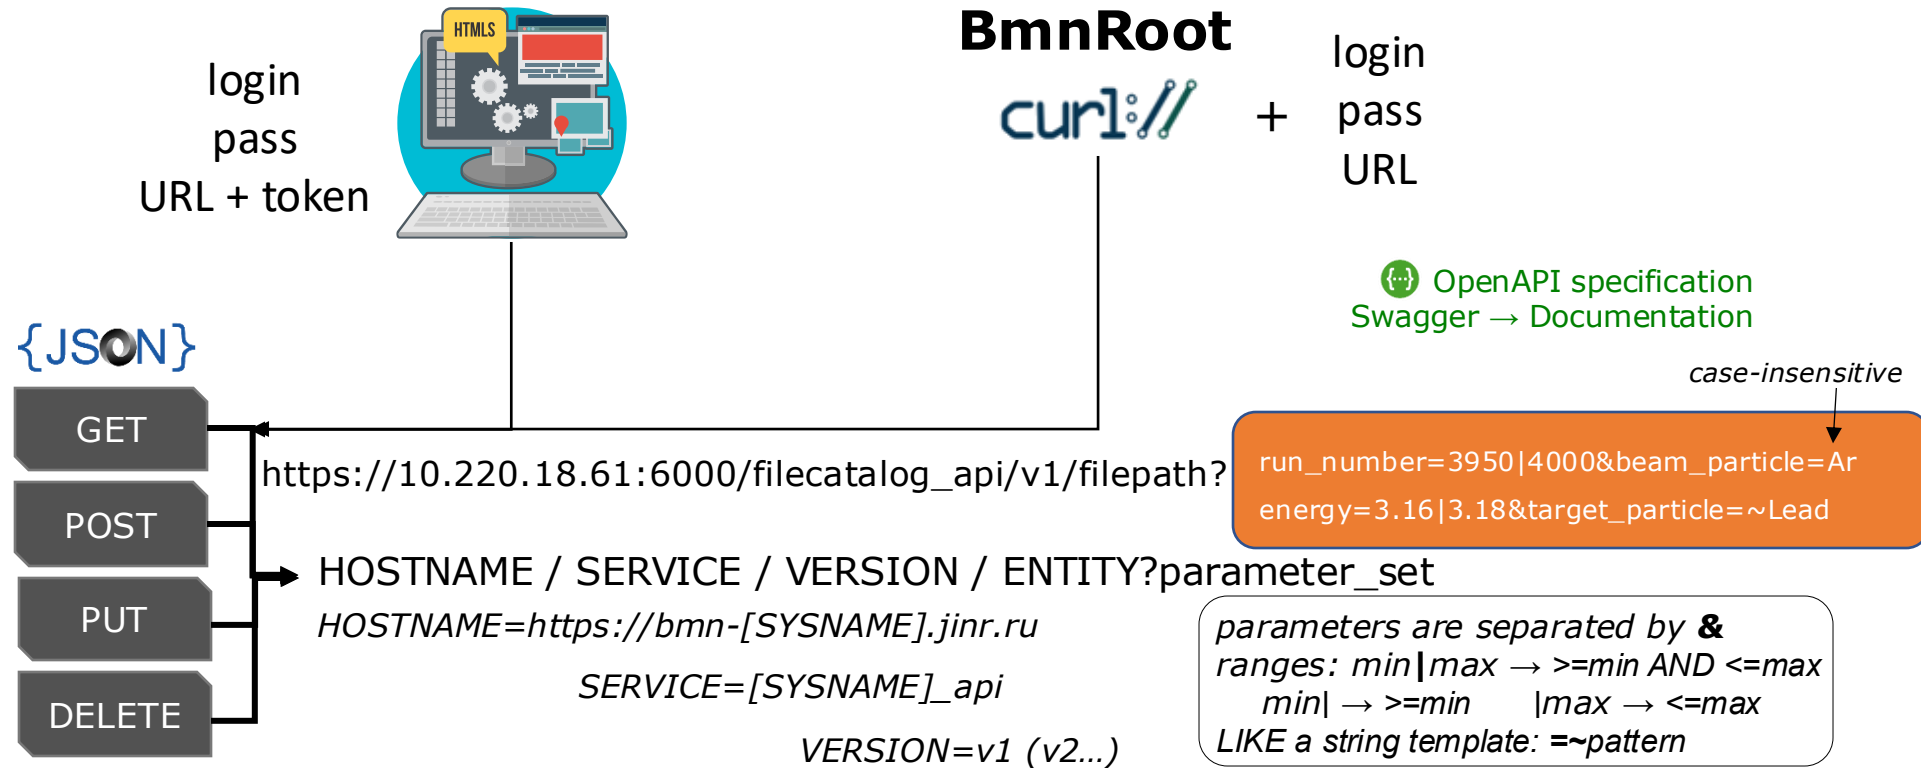 HTML5
login
pass
URL + token
BmnRoot
curl://
+
login
pass
URL
{··} OpenAPI specification
Swagger → Documentation
{JSON}
case-insensitive
GET
POST
PUT
DELETE
https://10.220.18.61:6000/filecatalog_api/v1/filepath?
run_number=3950|4000&beam_particle=Ar
energy=3.16|3.18&target_particle=~Lead
HOSTNAME / SERVICE / VERSION / ENTITY?parameter_set
HOSTNAME=https://bmn-[SYSNAME].jinr.ru
SERVICE=[SYSNAME]_api
VERSION=v1 (v2…)
parameters are separated by &
ranges: min|max → >=min AND <=max
min| → >=min |max → <=max
LIKE a string template: =~pattern